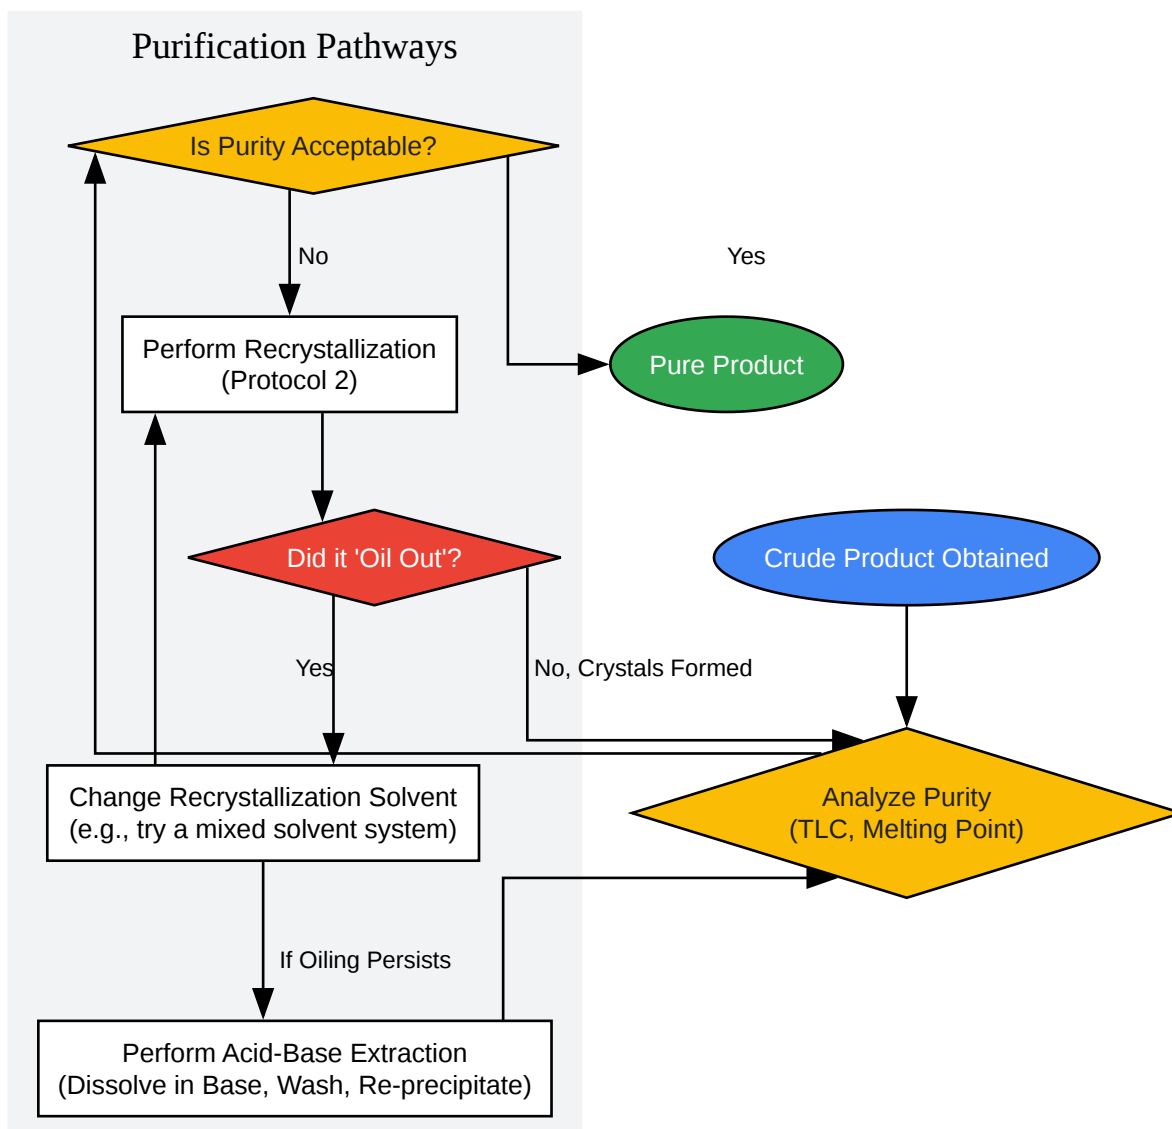 Purification Pathways
Is Purity Acceptable?
No
Yes
Perform Recrystallization
(Protocol 2)
Pure Product
Did it 'Oil Out'?
Crude Product Obtained
Yes
No, Crystals Formed
Change Recrystallization Solvent
(e.g., try a mixed solvent system)
Analyze Purity
(TLC, Melting Point)
If Oiling Persists
Perform Acid-Base Extraction
(Dissolve in Base, Wash, Re-precipitate)